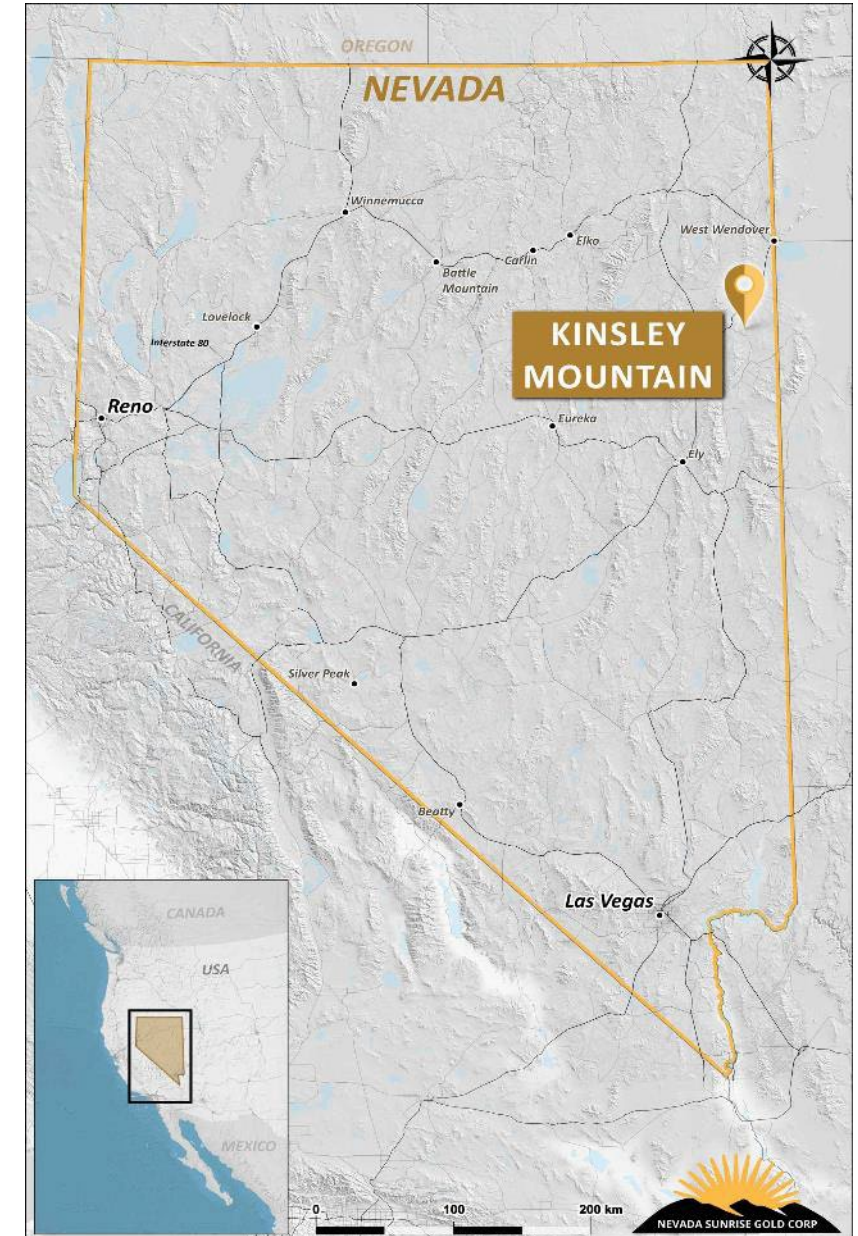 OREGON
NEVADA
Winnemucca
West Wendover
Elko
Carlin
Battle
Mountain
Lovelock
Interstate 80
KINSLEY
MOUNTAIN
Reno
Eureka
Ely
CALIFORNIA
Silver Peak
Beatty
Las Vegas
CANADA
USA
MEXICO
0 100 200 km
NEVADA SUNRISE GOLD CORP